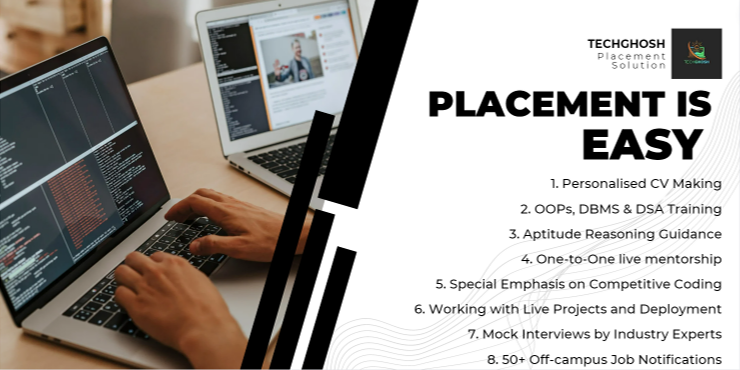 TECHGHOSH
Placement
Solution
TECHGHOSH
PLACEMENT IS
EASY
1. Personalised CV Making
2. OOPs, DBMS & DSA Training
3. Aptitude Reasoning Guidance
4. One-to-One live mentorship
5. Special Emphasis on Competitive Coding
6. Working with Live Projects and Deployment
7. Mock Interviews by Industry Experts
8. 50+ Off-campus Job Notifications